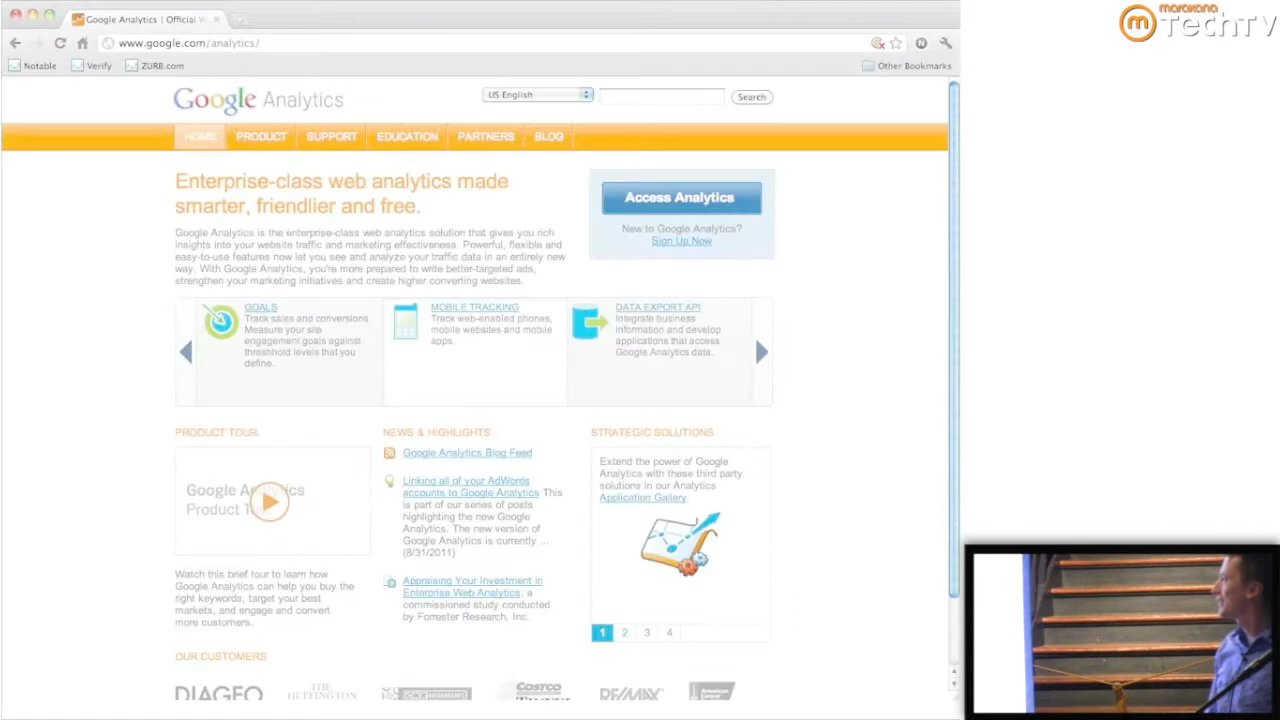 Google Analytics | Official W
marakana
TechTV
www.google.com/analytics/
Notable
Verify
ZURB.com
Other Bookmarks
Google Analytics
US English
Search
HOME
PRODUCT
SUPPORT
EDUCATION
PARTNERS
BLOG
Enterprise-class web analytics made
smarter, friendlier and free.
Google Analytics is the enterprise-class web analytics solution that gives you rich
insights into your website traffic and marketing effectiveness. Powerful, flexible and
easy-to-use features now let you see and analyze your traffic data in an entirely new
way. With Google Analytics, you're more prepared to write better-targeted ads,
strengthen your marketing initiatives and create higher converting websites.
Access Analytics
New to Google Analytics?
Sign Up Now
GOALS
Track sales and conversions.
Measure your site
engagement goals against
threshhold levels that you
define.
MOBILE TRACKING
Track web-enabled phones,
mobile websites and mobile
apps.
DATA EXPORT API
Integrate business
information and develop
applications that access
Google Analytics data.
PRODUCT TOUR
Google Analytics
Product T
Watch this brief tour to learn how
Google Analytics can help you buy the
right keywords, target your best
markets, and engage and convert
more customers.
NEWS & HIGHLIGHTS
Google Analytics Blog Feed
Linking all of your AdWords
accounts to Google Analytics This
is part of our series of posts
highlighting the new Google
Analytics. The new version of
Google Analytics is currently ...
(8/31/2011)
Appraising Your Investment in
Enterprise Web Analytics, a
commissioned study conducted
by Forrester Research, Inc.
STRATEGIC SOLUTIONS
Extend the power of Google
Analytics with these third party
solutions in our Analytics
Application Gallery
1 2 3 4
OUR CUSTOMERS
DIAGEO
THE
HUFFINGTON
COSTCO
RE/MAX
American